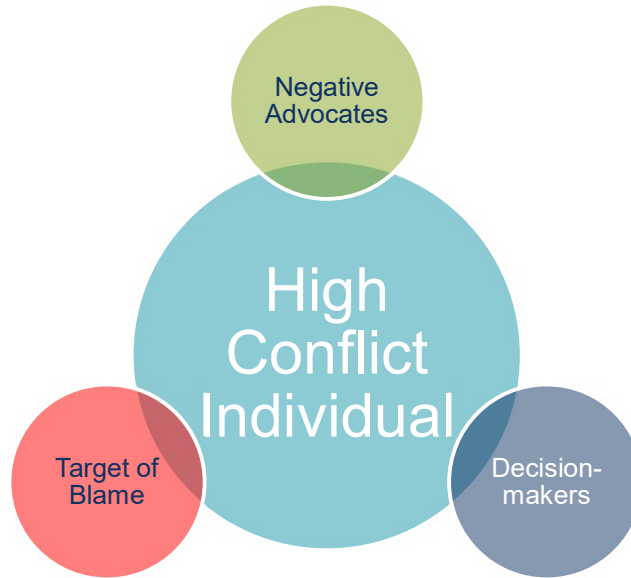 Negative
Advocates
High
Conflict
Individual
Target of
Blame
Decision-
makers